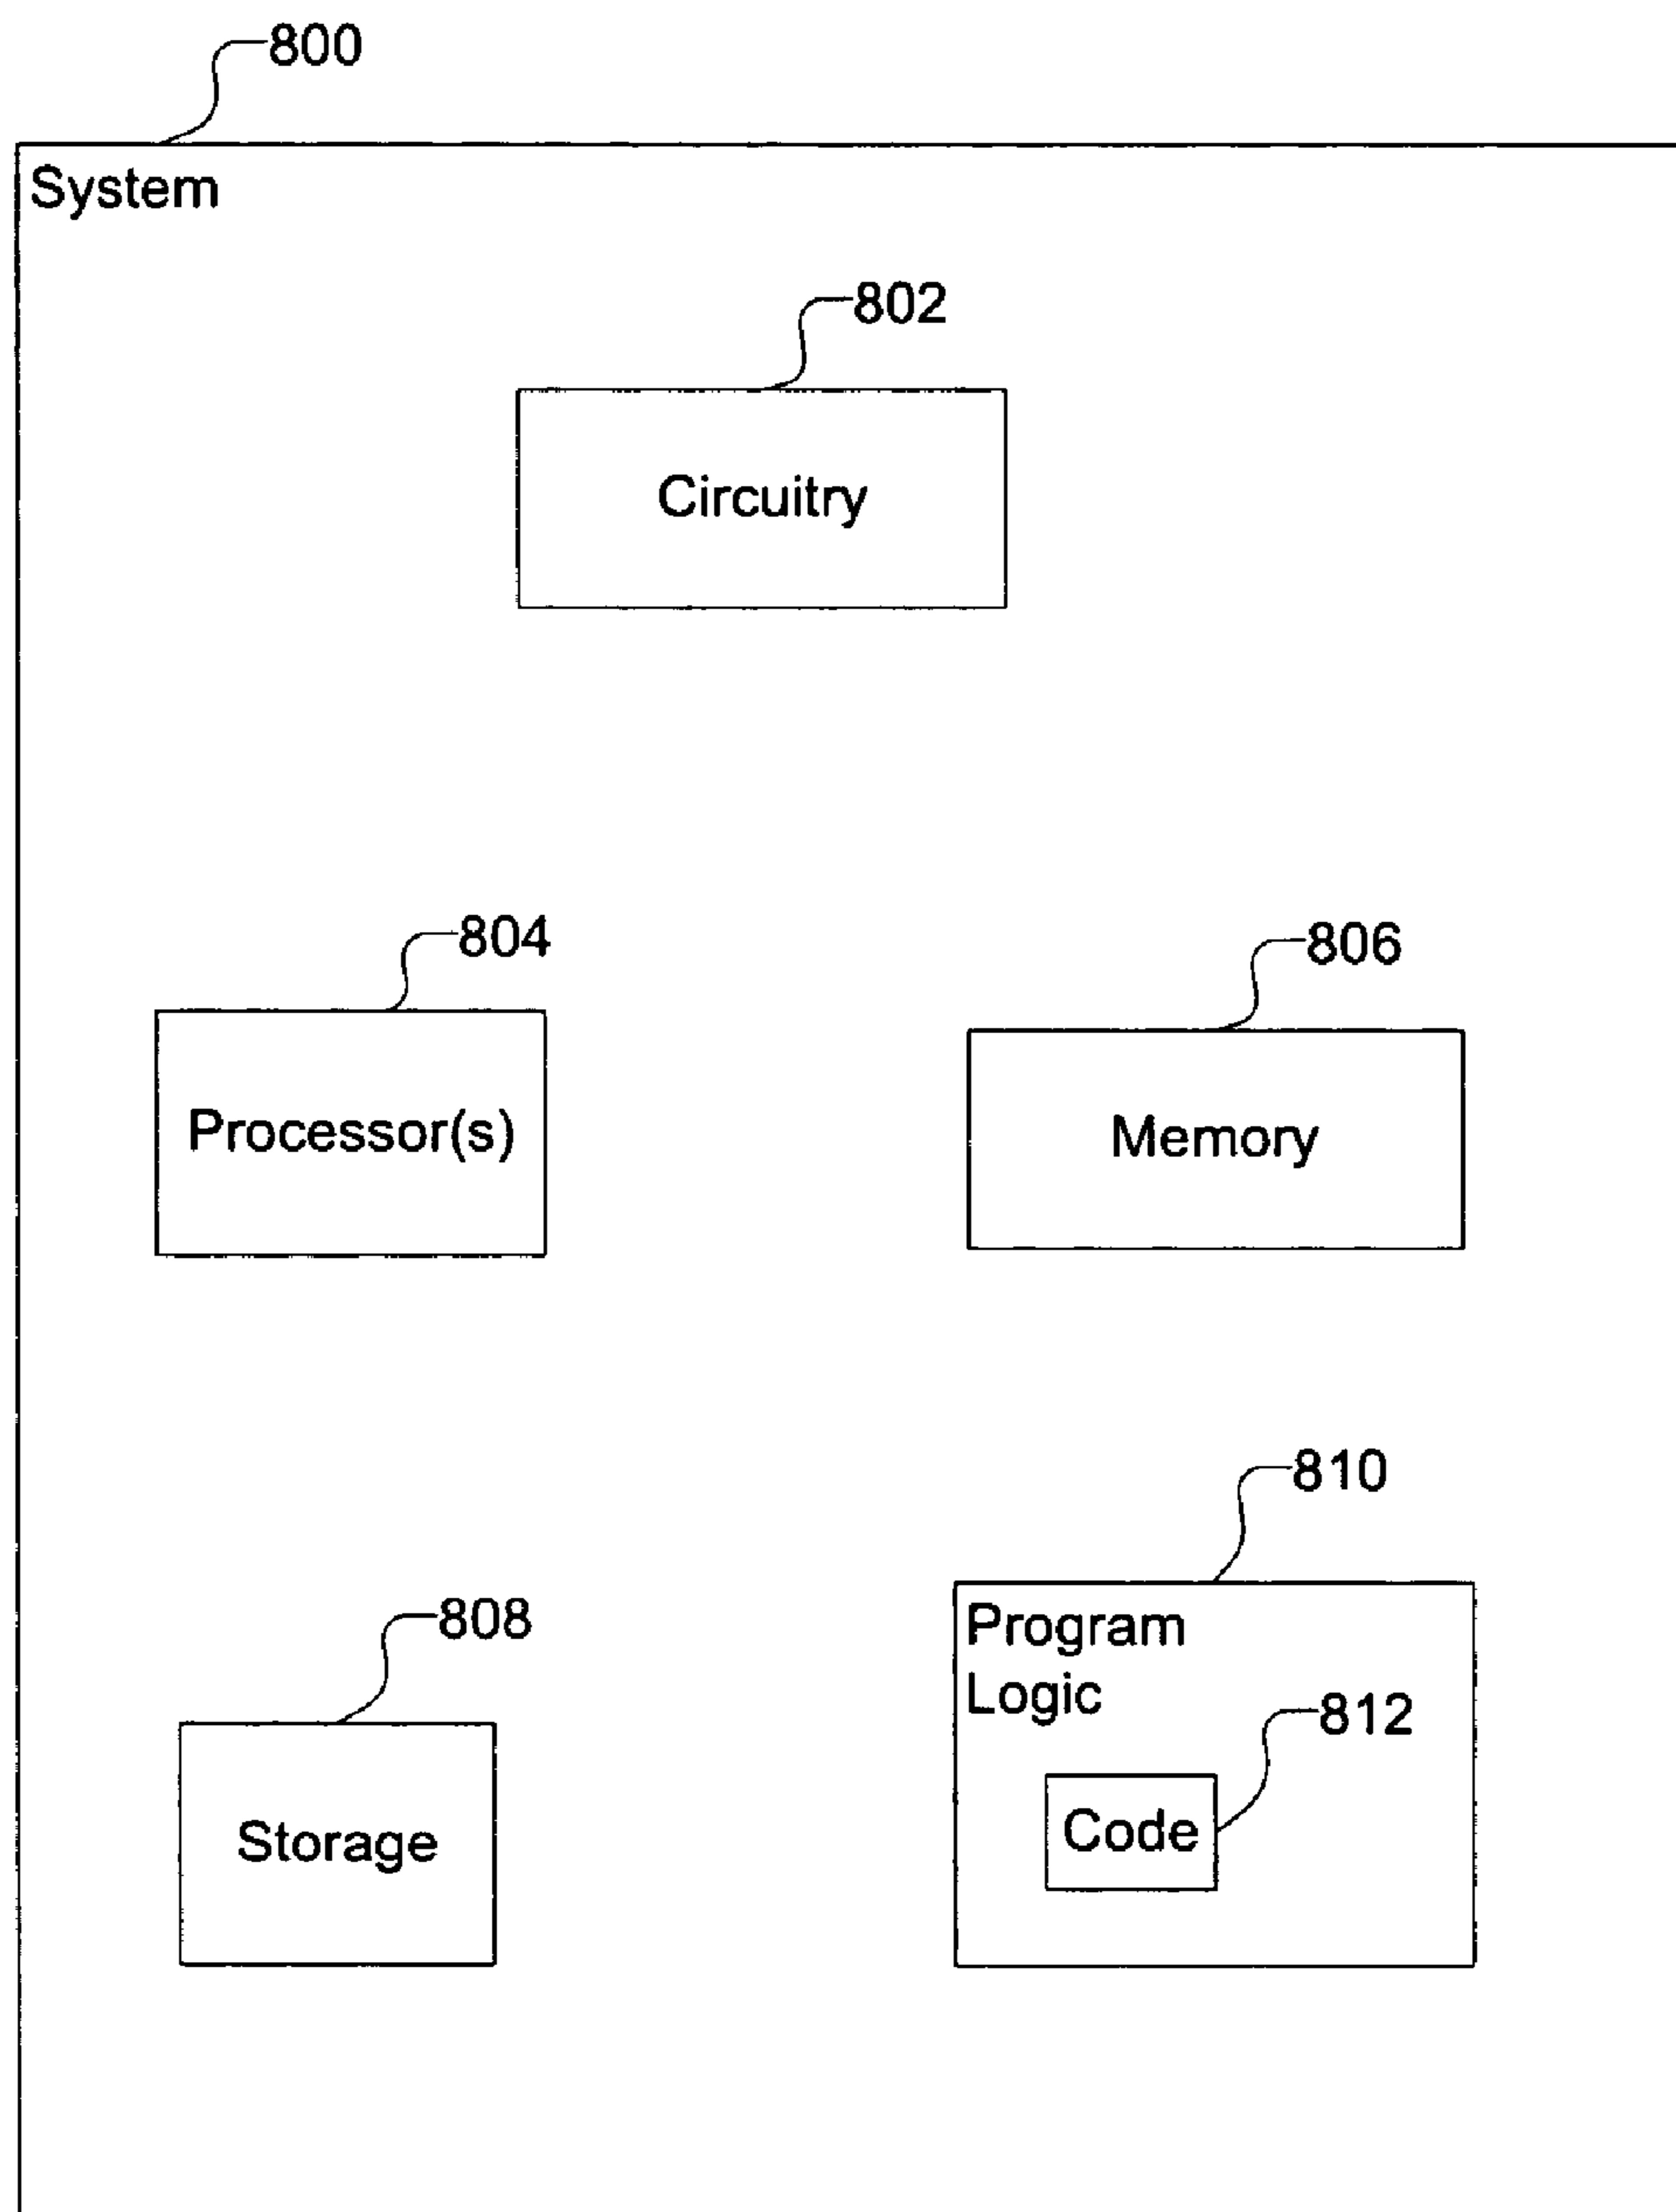 800
System
802
Circuitry
804
806
Processor(s)
Memory
810
808
Program
Logic
812
Code
Storage